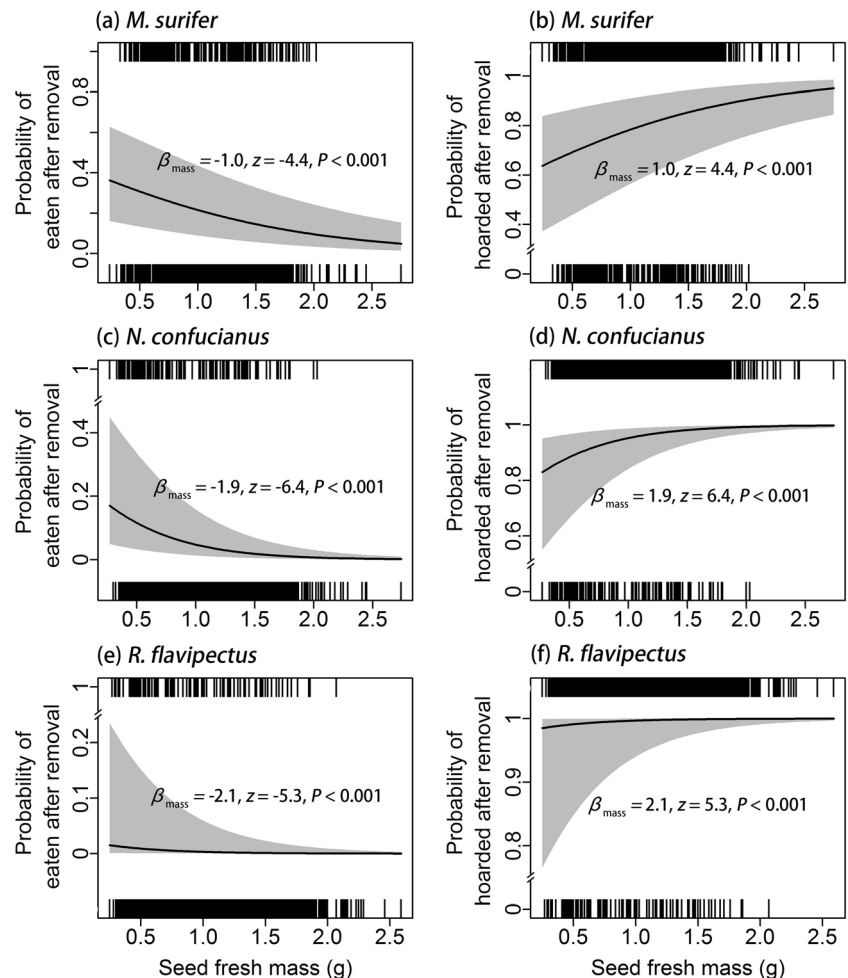 (a) M. surifer
Probability of
eaten after removal
0.8
0.4
0.0
βmass = -1.0, z = -4.4, P < 0.001
0.5 1.0 1.5 2.0 2.5
(b) M. surifer
Probability of
hoarded after removal
1
0.8
0.6
0.4
0
βmass = 1.0, z = 4.4, P < 0.001
0.5 1.0 1.5 2.0 2.5
(c) N. confucianus
Probability of
eaten after removal
1
0.4
0.2
0
βmass = -1.9, z = -6.4, P < 0.001
0.5 1.0 1.5 2.0 2.5
(d) N. confucianus
Probability of
hoarded after removal
1
0.8
0.6
0
βmass = 1.9, z = 6.4, P < 0.001
0.5 1.0 1.5 2.0 2.5
(e) R. flavipectus
Probability of
eaten after removal
1
0.2
0.1
0
βmass = -2.1, z = -5.3, P < 0.001
0.5 1.0 1.5 2.0 2.5
Seed fresh mass (g)
(f) R. flavipectus
Probability of
hoarded after removal
1
0.9
0.8
0
βmass = 2.1, z = 5.3, P < 0.001
0.5 1.0 1.5 2.0 2.5
Seed fresh mass (g)